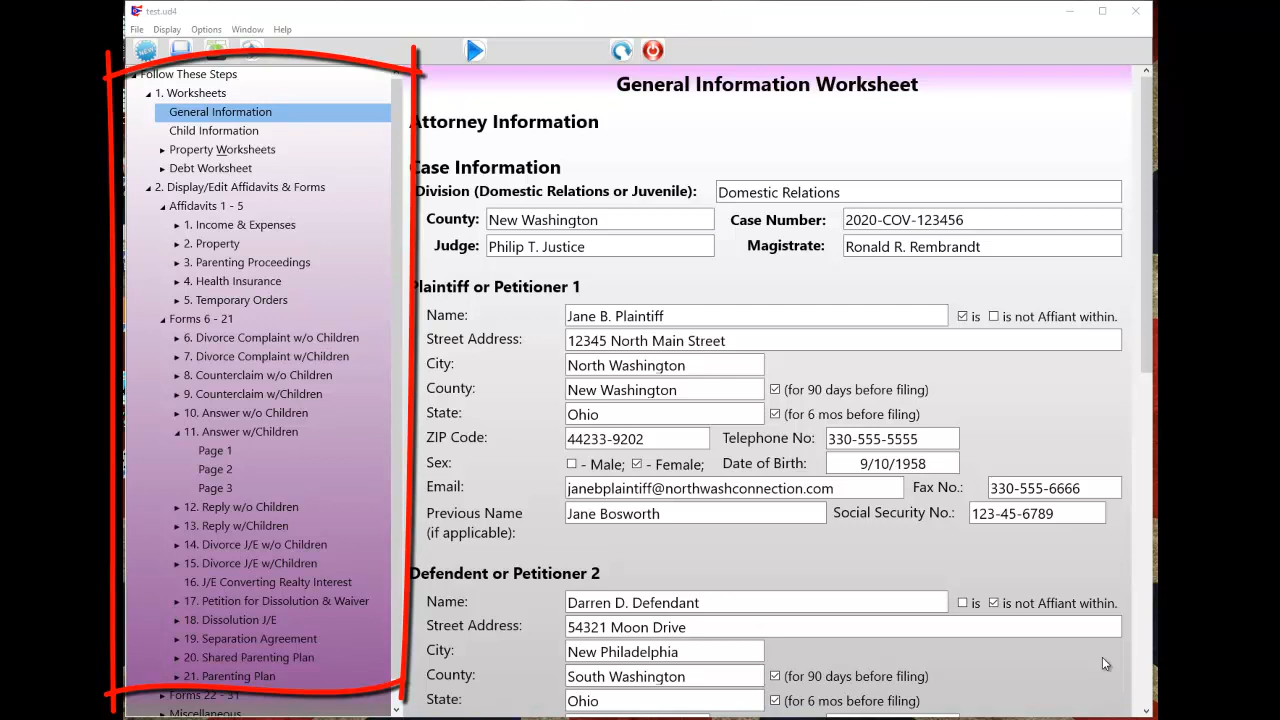 test.ud4
File Display Options Window Help
NEW
Follow These Steps
1. Worksheets
General Information
Child Information
Property Worksheets
Debt Worksheet
2. Display/Edit Affidavits & Forms
Affidavits 1 - 5
1. Income & Expenses
2. Property
3. Parenting Proceedings
4. Health Insurance
5. Temporary Orders
Forms 6 - 21
6. Divorce Complaint w/o Children
7. Divorce Complaint w/Children
8. Counterclaim w/o Children
9. Counterclaim w/Children
10. Answer w/o Children
11. Answer w/Children
Page 1
Page 2
Page 3
12. Reply w/o Children
13. Reply w/Children
14. Divorce J/E w/o Children
15. Divorce J/E w/Children
16. J/E Converting Realty Interest
17. Petition for Dissolution & Waiver
18. Dissolution J/E
19. Separation Agreement
20. Shared Parenting Plan
21. Parenting Plan
Forms 22 - 31
Miscellaneous
General Information Worksheet
Attorney Information
Case Information
Division (Domestic Relations or Juvenile): Domestic Relations
County: New Washington Case Number: 2020-COV-123456
Judge: Philip T. Justice Magistrate: Ronald R. Rembrandt
Plaintiff or Petitioner 1
Name: Jane B. Plaintiff is is not Affiant within.
Street Address: 12345 North Main Street
City: North Washington
County: New Washington (for 90 days before filing)
State: Ohio (for 6 mos before filing)
ZIP Code: 44233-9202 Telephone No: 330-555-5555
Sex: - Male; - Female; Date of Birth: 9/10/1958
Email: janebplaintiff@northwashconnection.com Fax No.: 330-555-6666
Previous Name Jane Bosworth Social Security No.: 123-45-6789
(if applicable):
Defendent or Petitioner 2
Name: Darren D. Defendant is is not Affiant within.
Street Address: 54321 Moon Drive
City: New Philadelphia
County: South Washington (for 90 days before filing)
State: Ohio (for 6 mos before filing)